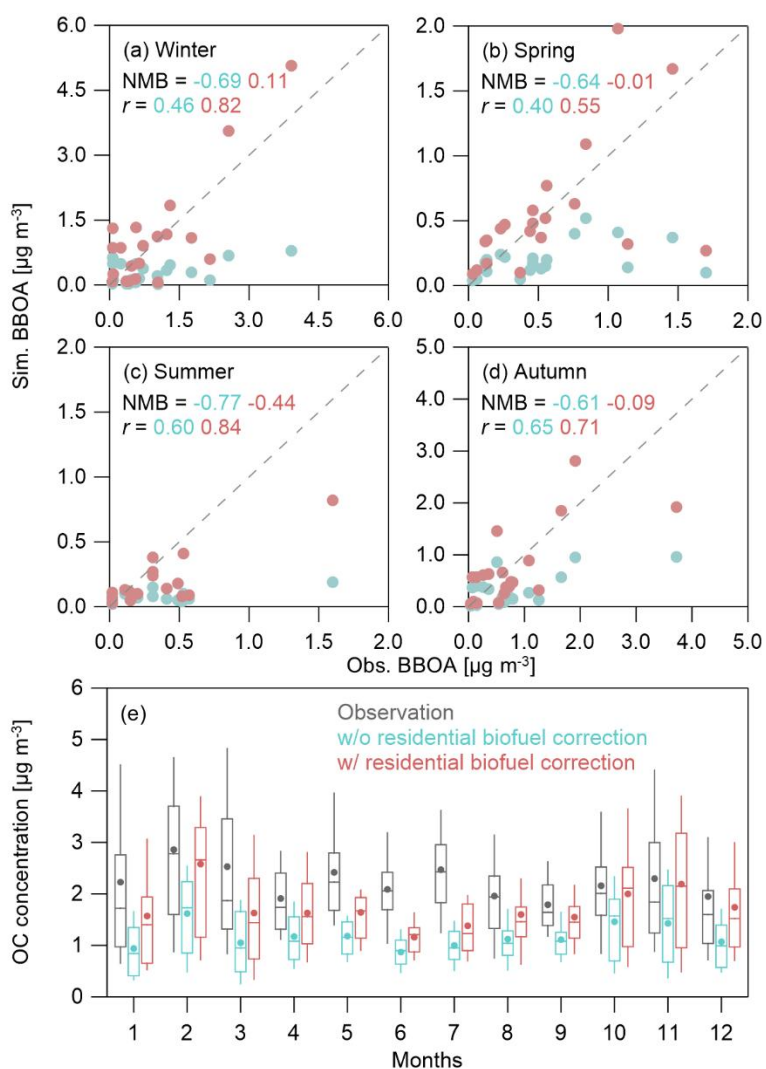 Sim. BBOA [µg m⁻³]
6.0
4.5
3.0
1.5
0.0
(a) Winter
NMB = -0.69 0.11
r = 0.46 0.82
0.0 1.5 3.0 4.5 6.0
2.0
1.5
1.0
0.5
0.0
(b) Spring
NMB = -0.64 -0.01
r = 0.40 0.55
0.0 0.5 1.0 1.5 2.0
2.0
1.5
1.0
0.5
0.0
(c) Summer
NMB = -0.77 -0.44
r = 0.60 0.84
0.0 0.5 1.0 1.5 2.0
5.0
4.0
3.0
2.0
1.0
0.0
(d) Autumn
NMB = -0.61 -0.09
r = 0.65 0.71
0.0 1.0 2.0 3.0 4.0 5.0
Obs. BBOA [µg m⁻³]
OC concentration [µg m⁻³]
6
5
4
3
2
1
0
(e)
Observation
w/o residential biofuel correction
w/ residential biofuel correction
1 2 3 4 5 6 7 8 9 10 11 12
Months